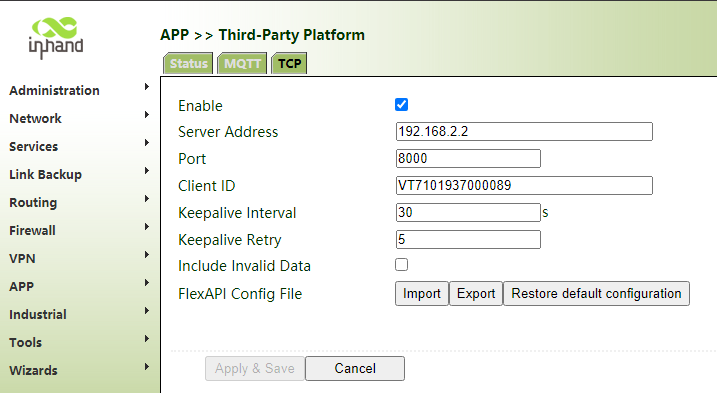 inhand
APP >> Third-Party Platform
Status MQTT TCP
Administration
Network
Services
Link Backup
Routing
Firewall
VPN
APP
Industrial
Tools
Wizards
Enable
Server Address 192.168.2.2
Port 8000
Client ID VT7101937000089
Keepalive Interval 30 s
Keepalive Retry 5
Include Invalid Data
FlexAPI Config File Import Export Restore default configuration
Apply & Save Cancel